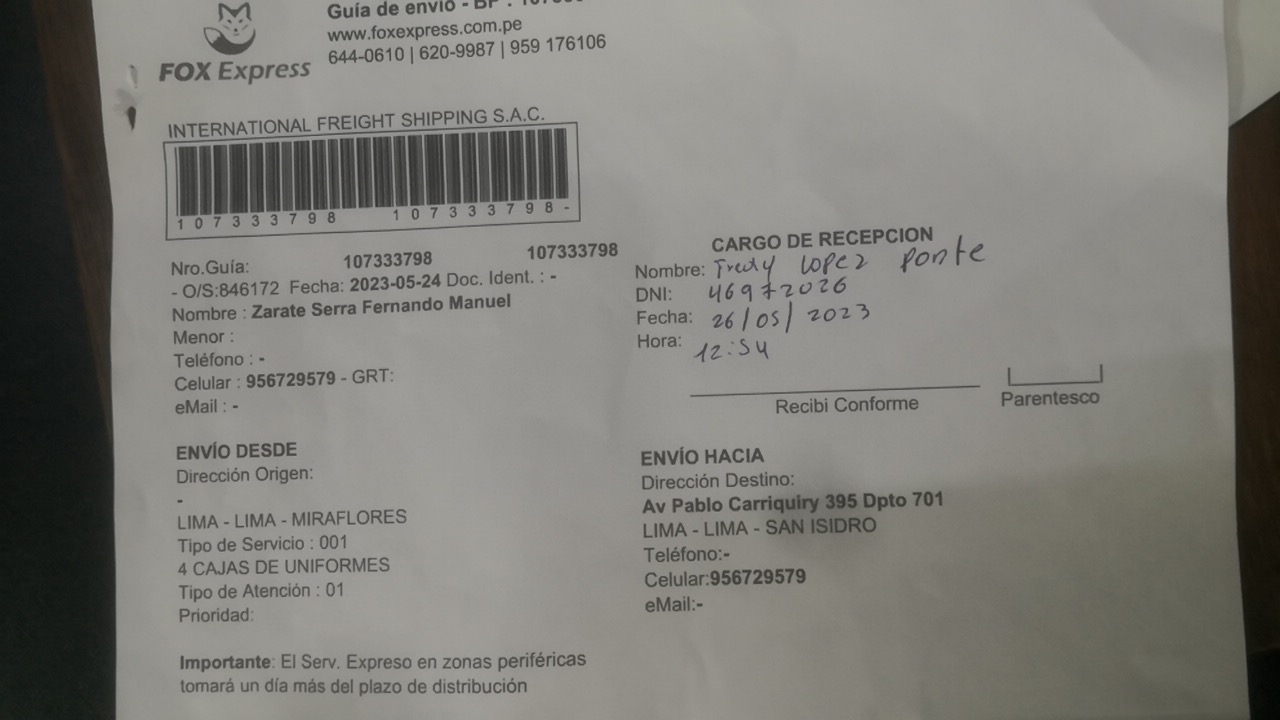 Guía de envío - BP :
www.foxexpress.com.pe
644-0610 | 620-9987 | 959 176106
FOX Express
INTERNATIONAL FREIGHT SHIPPING S.A.C.
107333798 107333798-
Nro.Guía: 107333798 107333798
- O/S:846172 Fecha: 2023-05-24 Doc. Ident. : -
Nombre : Zarate Serra Fernando Manuel
Menor :
Teléfono : -
Celular : 956729579 - GRT:
eMail : -
CARGO DE RECEPCION
Nombre: Fredy Lopez Ponte
DNI: 46972026
Fecha: 26/05/2023
Hora: 12:54
Recibi Conforme
Parentesco
ENVÍO DESDE
Dirección Origen:
-
LIMA - LIMA - MIRAFLORES
Tipo de Servicio : 001
4 CAJAS DE UNIFORMES
Tipo de Atención : 01
Prioridad:
ENVÍO HACIA
Dirección Destino:
Av Pablo Carriquiry 395 Dpto 701
LIMA - LIMA - SAN ISIDRO
Teléfono:-
Celular:956729579
eMail:-
Importante: El Serv. Expreso en zonas periféricas
tomará un día más del plazo de distribución